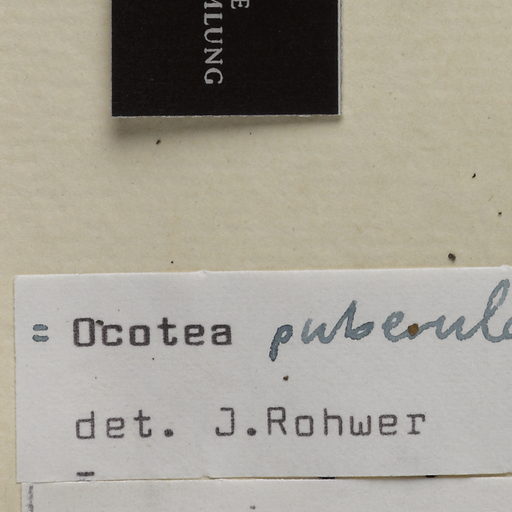 = Ocotea puberul
det. J.Rohwer